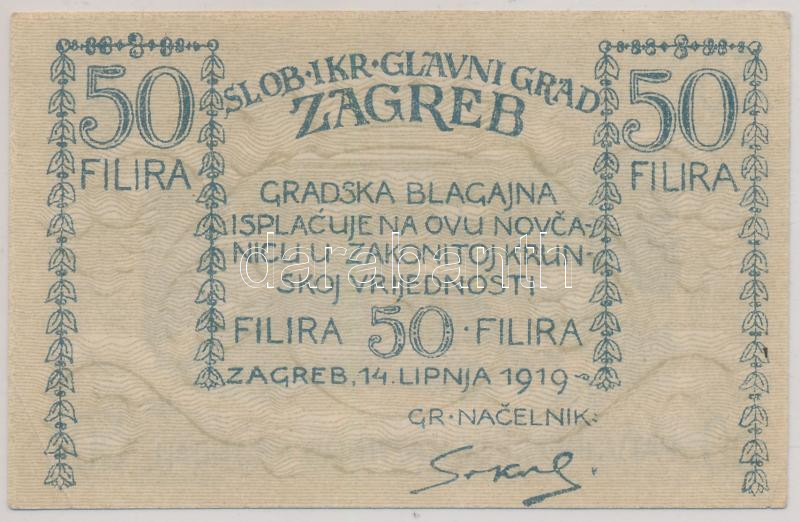 50
FILIRA
SLOB·I KR·GLAVNI GRAD
ZAGREB
50
FILIRA
GRADSKA BLAGAJNA
ISPLAĆUJE NA OVU NOVČA-
NICU U ZAKONITOJ KRUN-
SKOJ VRIJEDNOSTI
FILIRA 50 · FILIRA
ZAGREB, 14. LIPNJA 1919~
GR·NAČELNIK:
darabanth